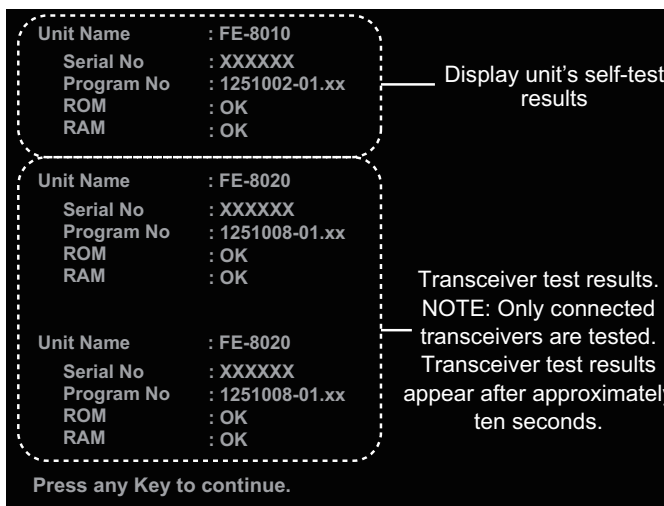 Unit Name : FE-8010
Serial No : XXXXXX
Program No : 1251002-01.xx
ROM : OK
RAM : OK
Display unit's self-test
results
Unit Name : FE-8020
Serial No : XXXXXX
Program No : 1251008-01.xx
ROM : OK
RAM : OK
Unit Name : FE-8020
Serial No : XXXXXX
Program No : 1251008-01.xx
ROM : OK
RAM : OK
Transceiver test results.
NOTE: Only connected
transceivers are tested.
Transceiver test results
appear after approximately
ten seconds.
Press any Key to continue.